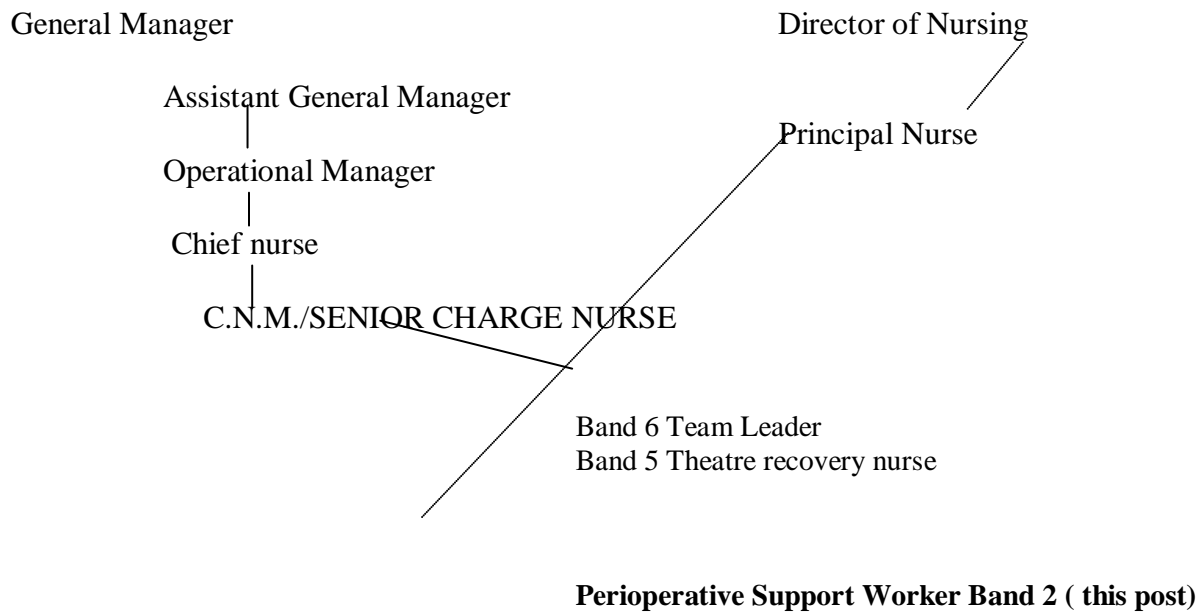 General Manager Director of Nursing
Assistant General Manager
Principal Nurse
Operational Manager
Chief nurse
C.N.M./SENIOR CHARGE NURSE
Band 6 Team Leader
Band 5 Theatre recovery nurse
Perioperative Support Worker Band 2 ( this post)